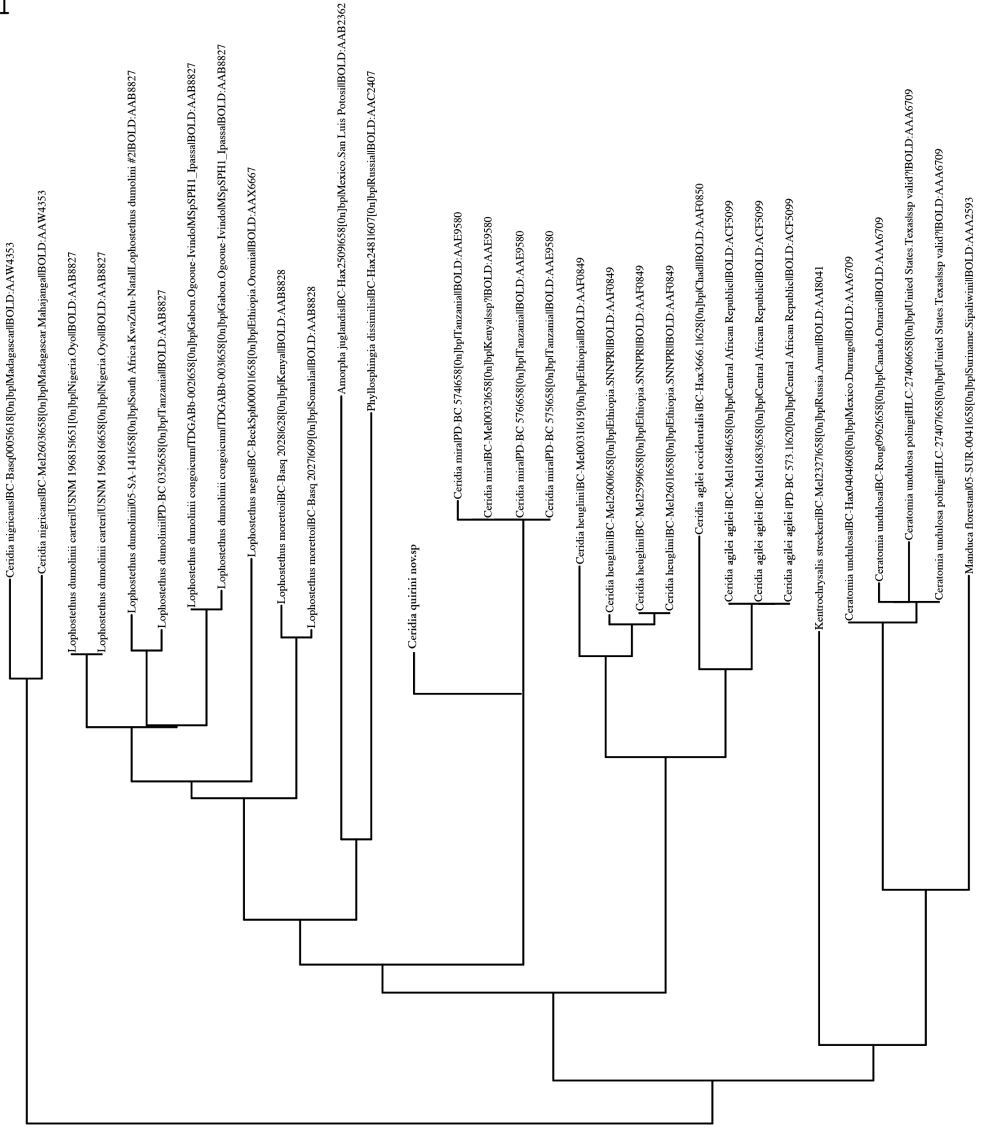 Ceridia nigricans|BC-Basq0005|618[0n]bp|Madagascar||BOLD:AAW4353
Ceridia nigricans|BC-Mel2603|658[0n]bp|Madagascar.Mahajanga|BOLD:AAW4353
Lophostethus dumolinii carteri|USNM 196815|651[0n]bp|Nigeria.Oyo||BOLD:AAB8827
Lophostethus dumolinii carteri|USNM 196816|658[0n]bp|Nigeria.Oyo||BOLD:AAB8827
Lophostethus dumolinii|05-SA-141|658[0n]bp|South Africa.KwaZulu-Natal|Lophostethus dumolini #2|BOLD:AAB8827
Lophostethus dumolinii|PD-BC 032|658[0n]bp|Tanzania||BOLD:AAB8827
Lophostethus dumolinii congoicum|TDGABb-002|658[0n]bp|Gabon.Ogooue-Ivindo|MSpSPH1_Ipassa|BOLD:AAB8827
Lophostethus dumolinii congoicum|TDGABb-003|658[0n]bp|Gabon.Ogooue-Ivindo|MSpSPH1_Ipassa|BOLD:AAB8827
Lophostethus negus|BC-BeckSph00001|658[0n]bp|Ethiopia.Oromia||BOLD:AAX6667
Lophostethus morettoi|BC-Basq 2028|628[0n]bp|Kenya||BOLD:AAB8828
Lophostethus morettoi|BC-Basq 2027|609[0n]bp|Somalia||BOLD:AAB8828
Amorpha juglandis|BC-Hax2509|658[0n]bp|Mexico.San Luis Potosi||BOLD:AAB2362
Phyllosphingia dissimilis|BC-Hax2481|607[0n]bp|Russia||BOLD:AAC2407
Ceridia quirini nov.sp
Ceridia mira|PD-BC 574|658[0n]bp|Tanzania||BOLD:AAE9580
Ceridia mira|BC-Mel0032|658[0n]bp|Kenya|ssp?|BOLD:AAE9580
Ceridia mira|PD-BC 576|658[0n]bp|Tanzania||BOLD:AAE9580
Ceridia mira|PD-BC 575|658[0n]bp|Tanzania||BOLD:AAE9580
Ceridia heuglini|BC-Mel0031|619[0n]bp|Ethiopia||BOLD:AAF0849
Ceridia heuglini|BC-Mel2600|658[0n]bp|Ethiopia.SNNPR||BOLD:AAF0849
Ceridia heuglini|BC-Mel2599|658[0n]bp|Ethiopia.SNNPR||BOLD:AAF0849
Ceridia heuglini|BC-Mel2601|658[0n]bp|Ethiopia.SNNPR||BOLD:AAF0849
Ceridia agilei occidentalis|BC-Hax3666.1|628[0n]bp|Chad||BOLD:AAF0850
Ceridia agilei agilei|BC-Mel1684|658[0n]bp|Central African Republic||BOLD:ACF5099
Ceridia agilei agilei|BC-Mel1683|658[0n]bp|Central African Republic||BOLD:ACF5099
Ceridia agilei agilei|PD-BC 573.1|620[0n]bp|Central African Republic||BOLD:ACF5099
Kentrochrysalis streckeri|BC-Mel2327|658[0n]bp|Russia.Amur||BOLD:AAI8041
Ceratomia undulosa|BC-Hax0404|608[0n]bp|Mexico.Durango||BOLD:AAA6709
Ceratomia undulosa|BC-Roug0962|658[0n]bp|Canada.Ontario||BOLD:AAA6709
Ceratomia undulosa polingi|HLC-27406|658[0n]bp|United States.Texas|ssp valid?|BOLD:AAA6709
Ceratomia undulosa polingi|HLC-27407|658[0n]bp|United States.Texas|ssp valid?|BOLD:AAA6709
Manduca florestan|05-SUR-0041|658[0n]bp|Suriname.Sipaliwini||BOLD:AAA2593